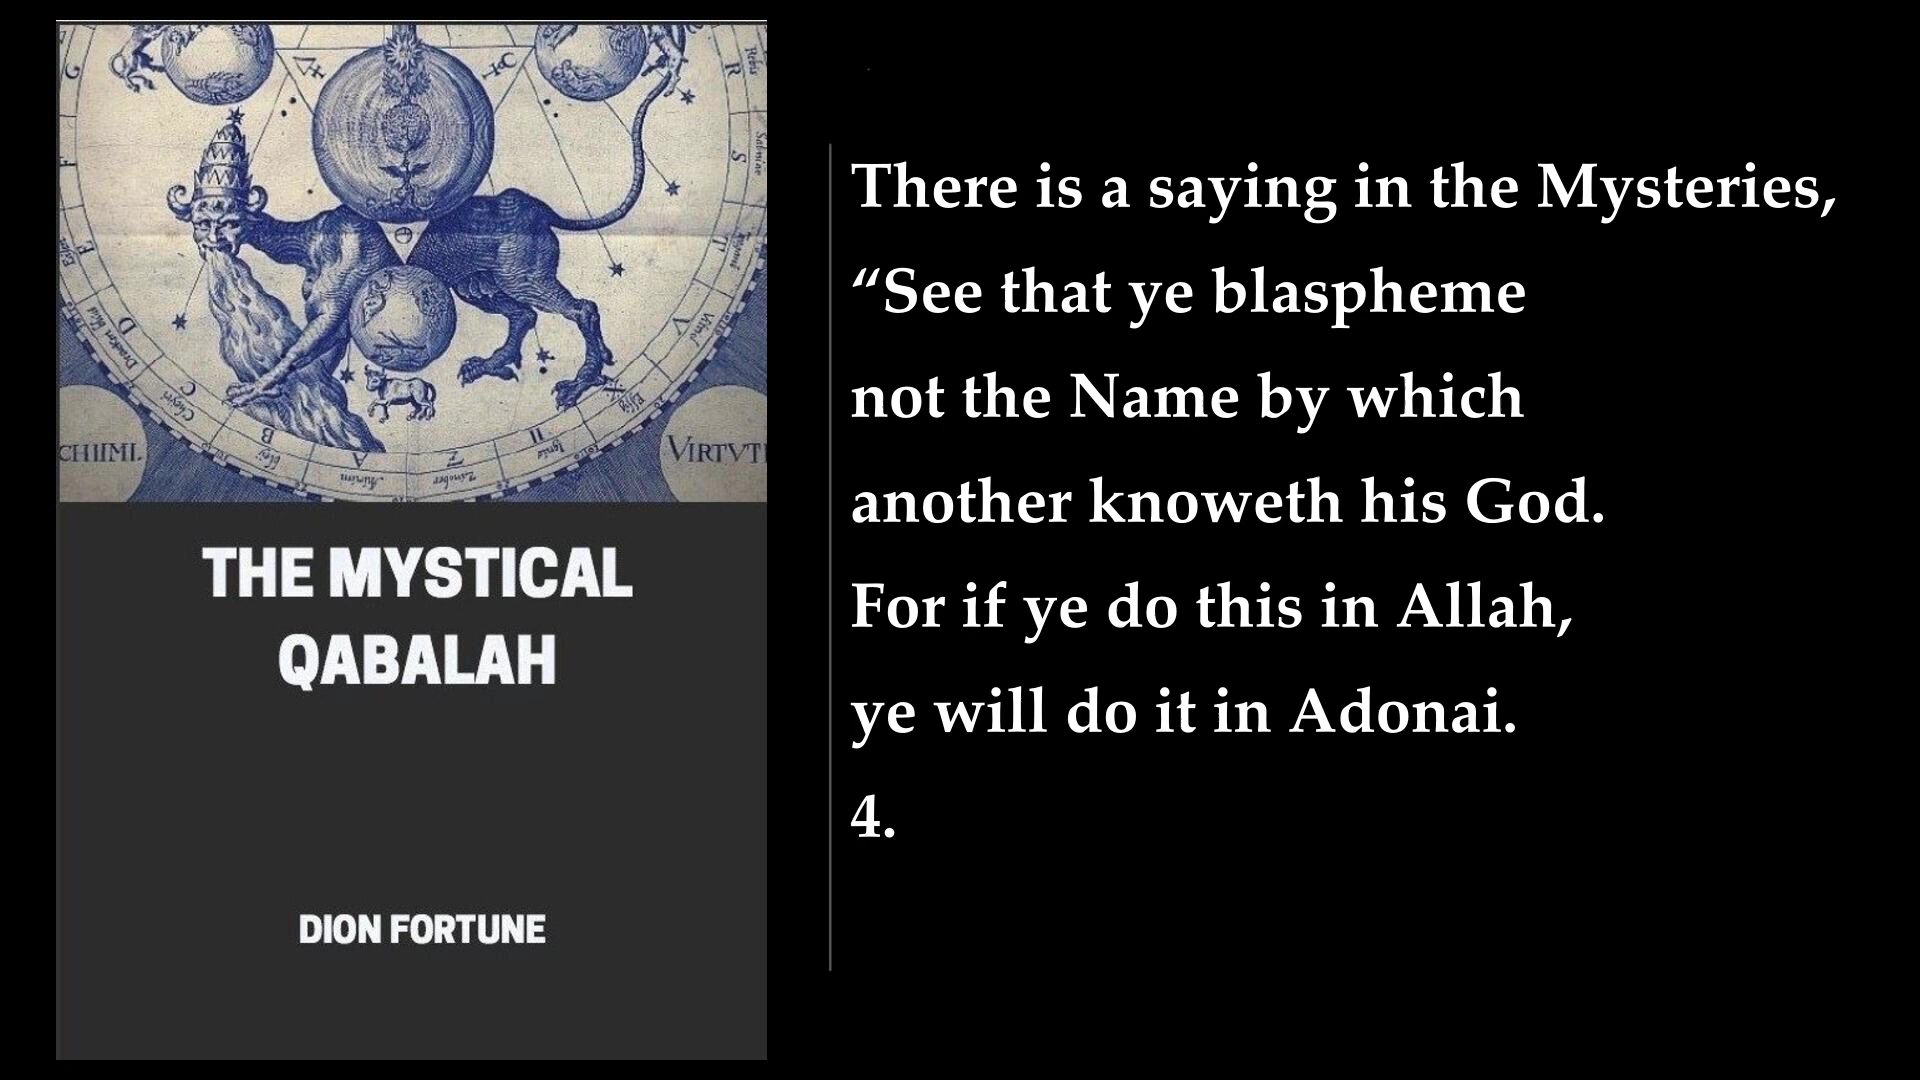 CHIIMI.
VIRTVTI
THE MYSTICAL
QABALAH
DION FORTUNE
There is a saying in the Mysteries,
“See that ye blaspheme
not the Name by which
another knoweth his God.
For if ye do this in Allah,
ye will do it in Adonai.
4.